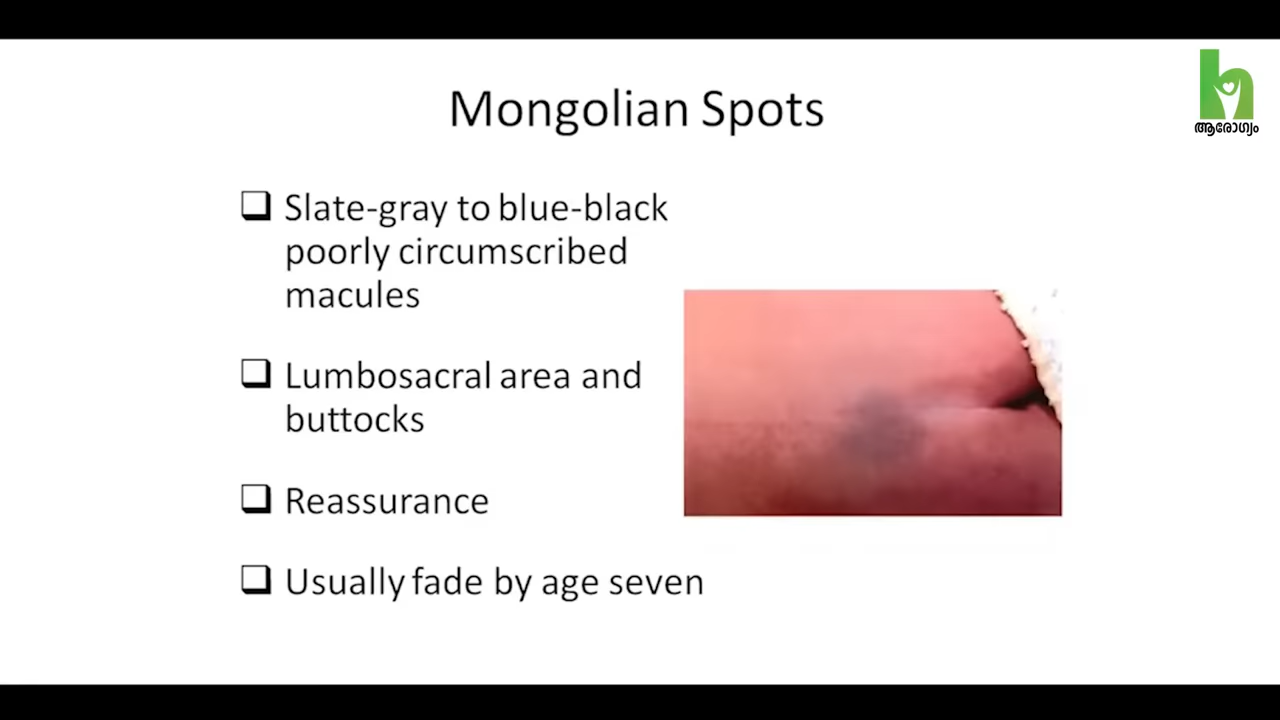 Mongolian Spots
Slate-gray to blue-black
poorly circumscribed
macules
Lumbosacral area and
buttocks
Reassurance
Usually fade by age seven
h
ആരോഗ്യം